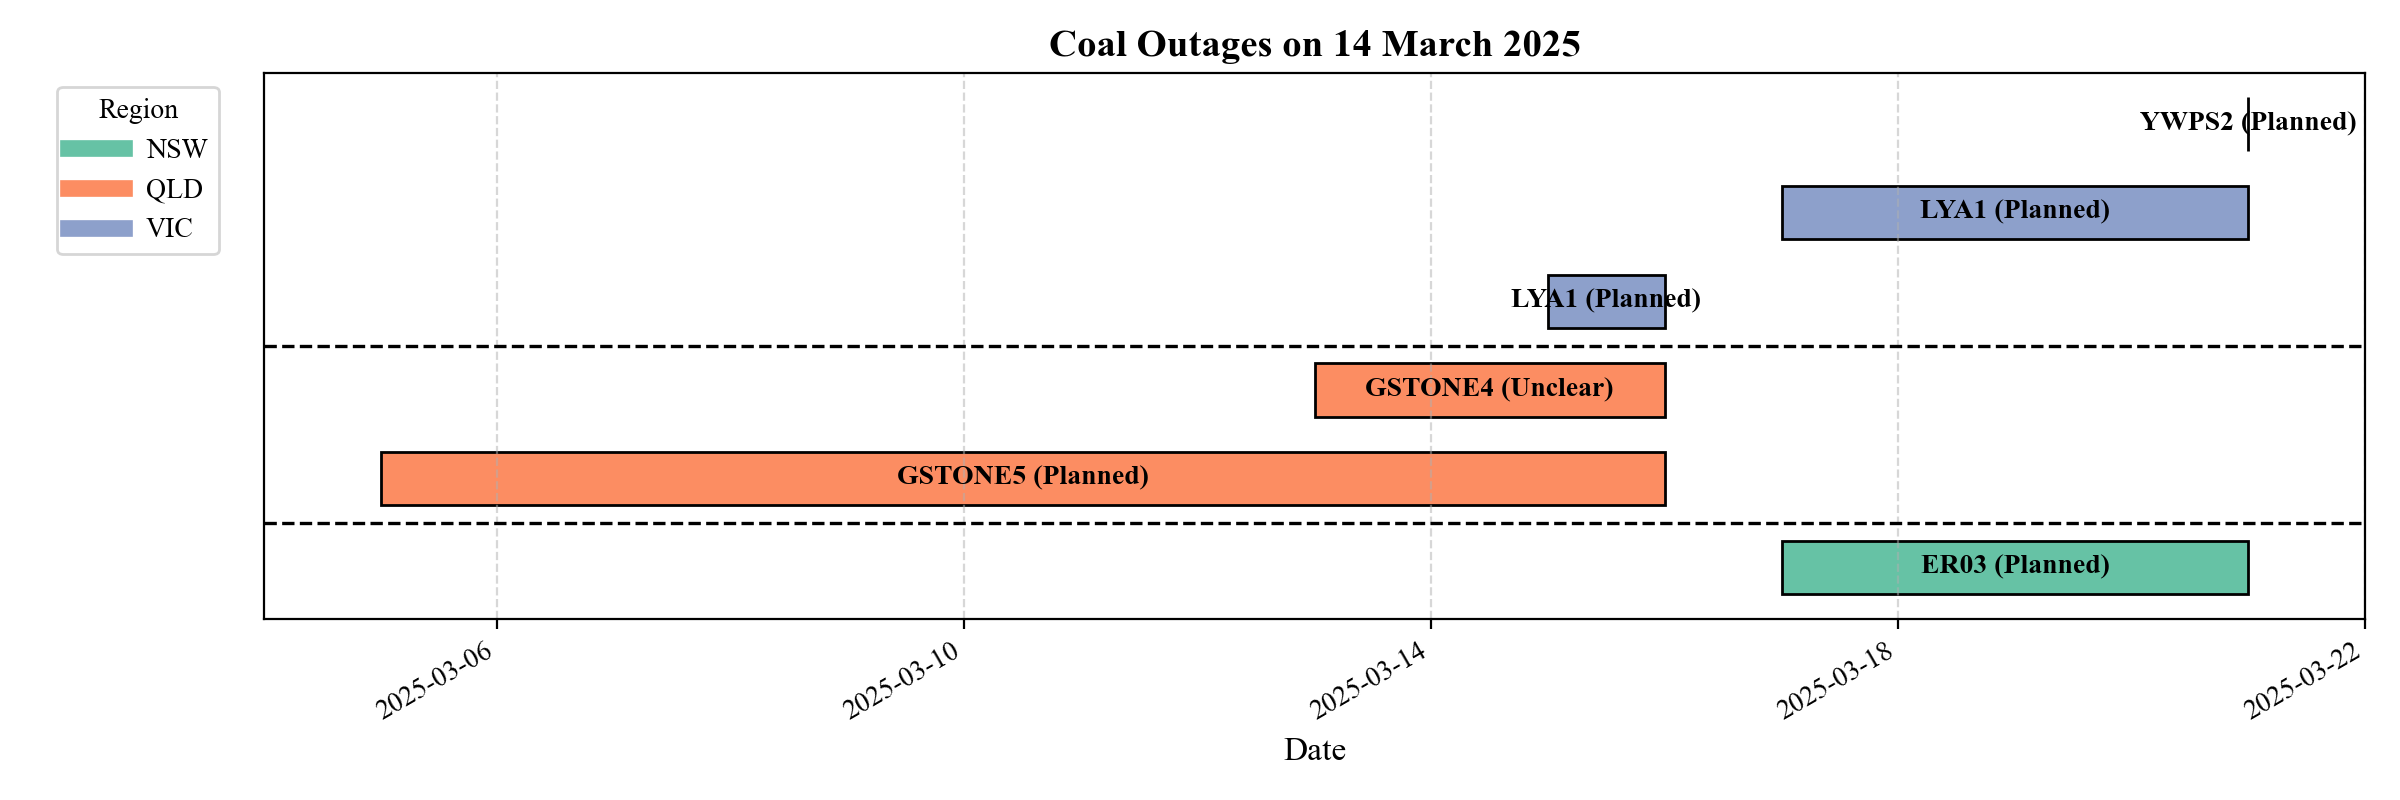 Coal Outages on 14 March 2025
Region
NSW
QLD
VIC
YWPS2 (Planned)
LYA1 (Planned)
LYA1 (Planned)
GSTONE4 (Unclear)
GSTONE5 (Planned)
ER03 (Planned)
2025-03-06
2025-03-10
2025-03-14
2025-03-18
2025-03-22
Date